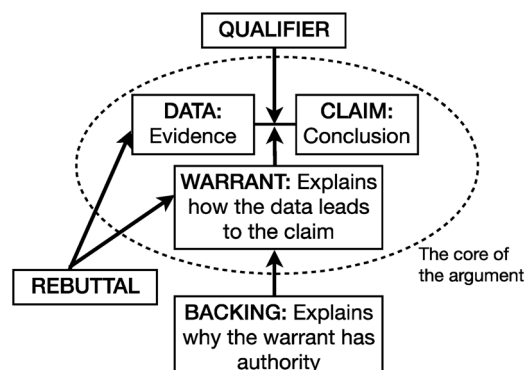 QUALIFIER
DATA:
Evidence
CLAIM:
Conclusion
WARRANT: Explains
how the data leads
to the claim
The core of
the argument
REBUTTAL
BACKING: Explains
why the warrant has
authority